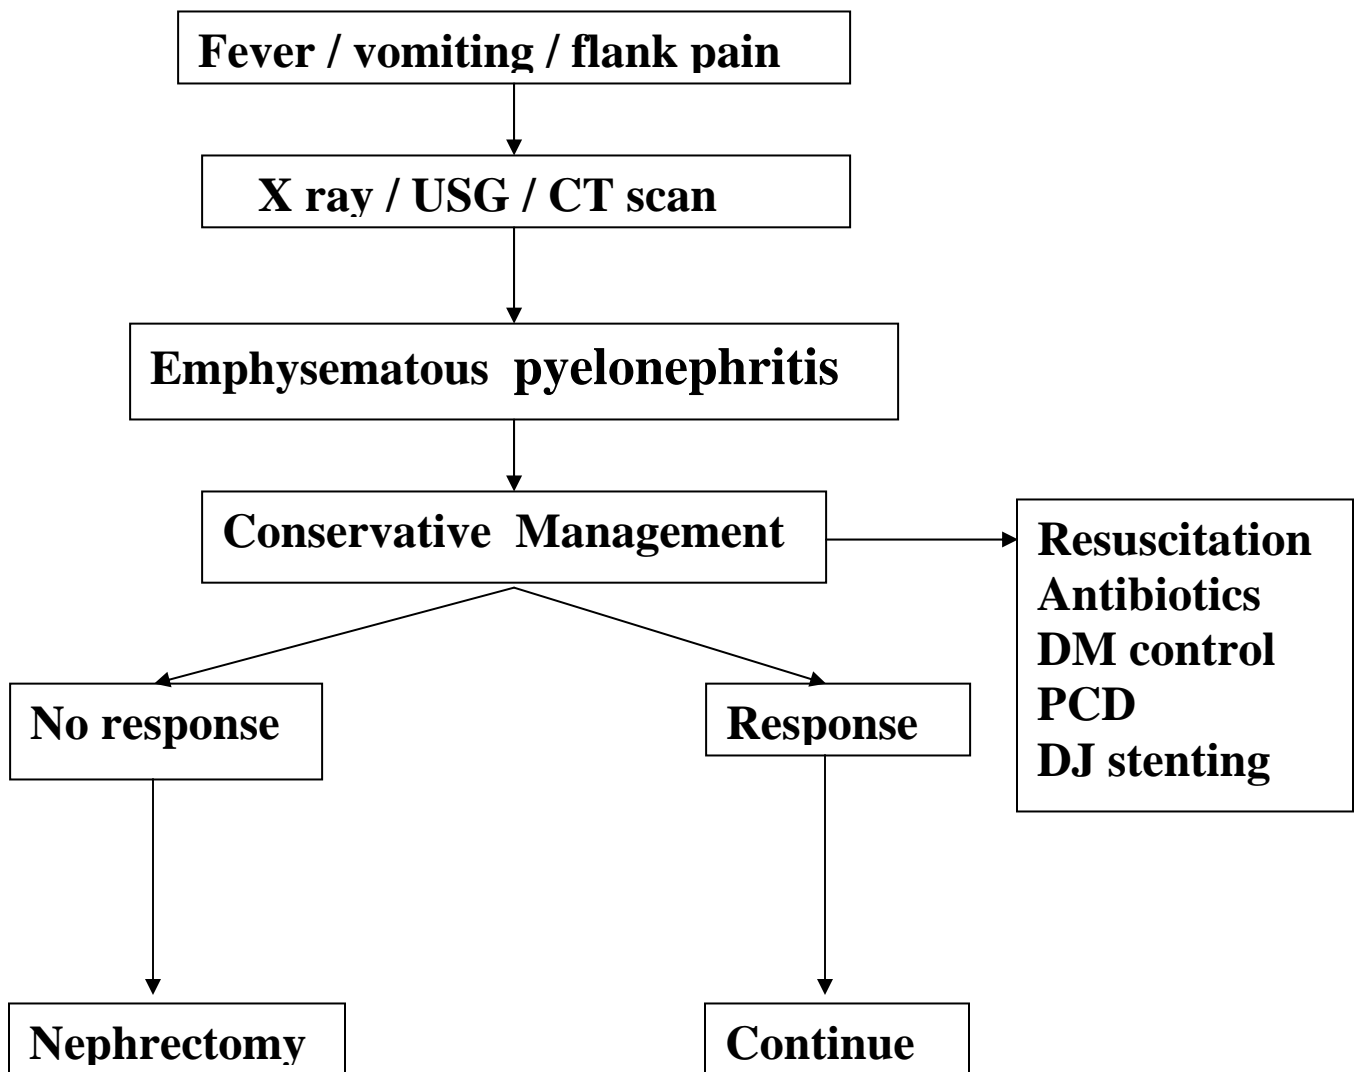 Fever / vomiting / flank pain
X ray / USG / CT scan
Emphysematous pyelonephritis
Conservative Management
Resuscitation
Antibiotics
DM control
PCD
DJ stenting
No response
Response
Nephrectomy
Continue